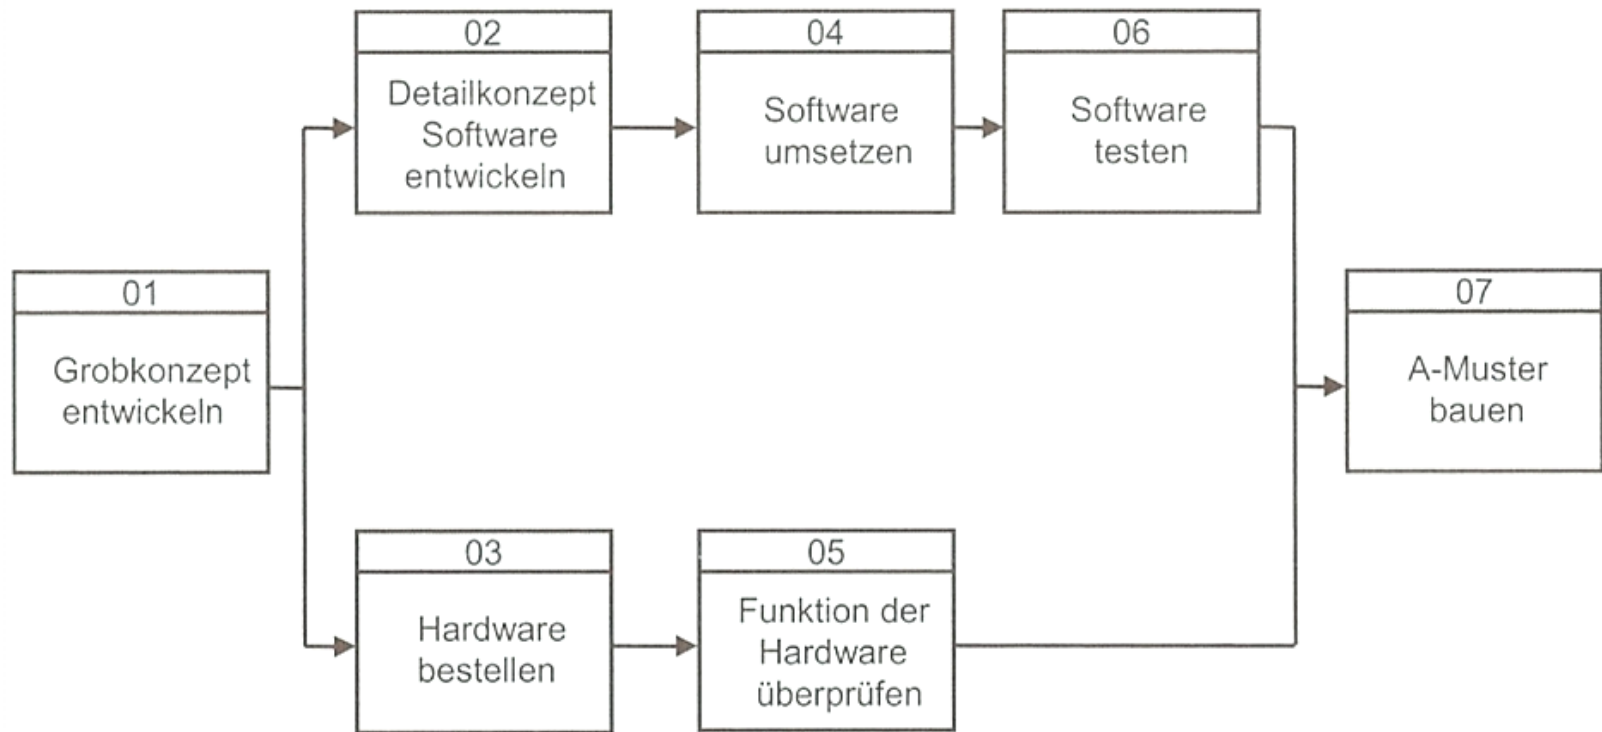 01
Grobkonzept
entwickeln
02
Detailkonzept
Software
entwickeln
04
Software
umsetzen
06
Software
testen
03
Hardware
bestellen
05
Funktion der
Hardware
überprüfen
07
A-Muster
bauen